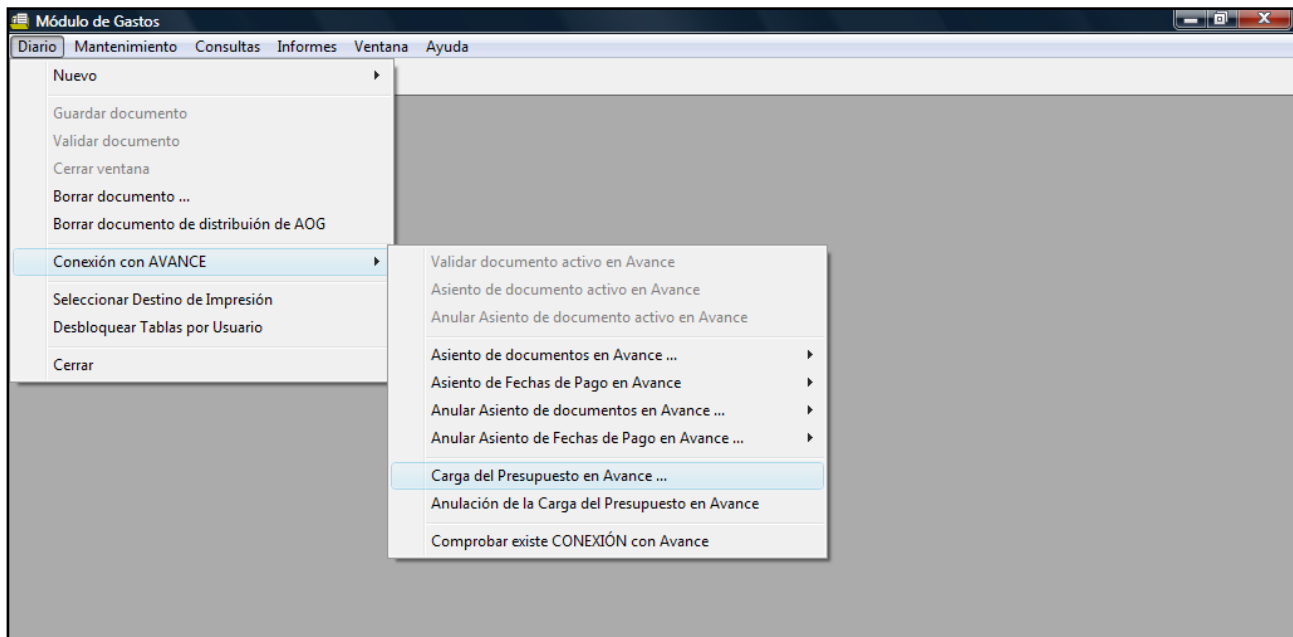 Módulo de Gastos
Diario Mantenimiento Consultas Informes Ventana Ayuda
Nuevo
Guardar documento
Validar documento
Cerrar ventana
Borrar documento ...
Borrar documento de distribuión de AOG
Conexión con AVANCE
Seleccionar Destino de Impresión
Desbloquear Tablas por Usuario
Cerrar
Validar documento activo en Avance
Asiento de documento activo en Avance
Anular Asiento de documento activo en Avance
Asiento de documentos en Avance ...
Asiento de Fechas de Pago en Avance
Anular Asiento de documentos en Avance ...
Anular Asiento de Fechas de Pago en Avance ...
Carga del Presupuesto en Avance ...
Anulación de la Carga del Presupuesto en Avance
Comprobar existe CONEXIÓN con Avance